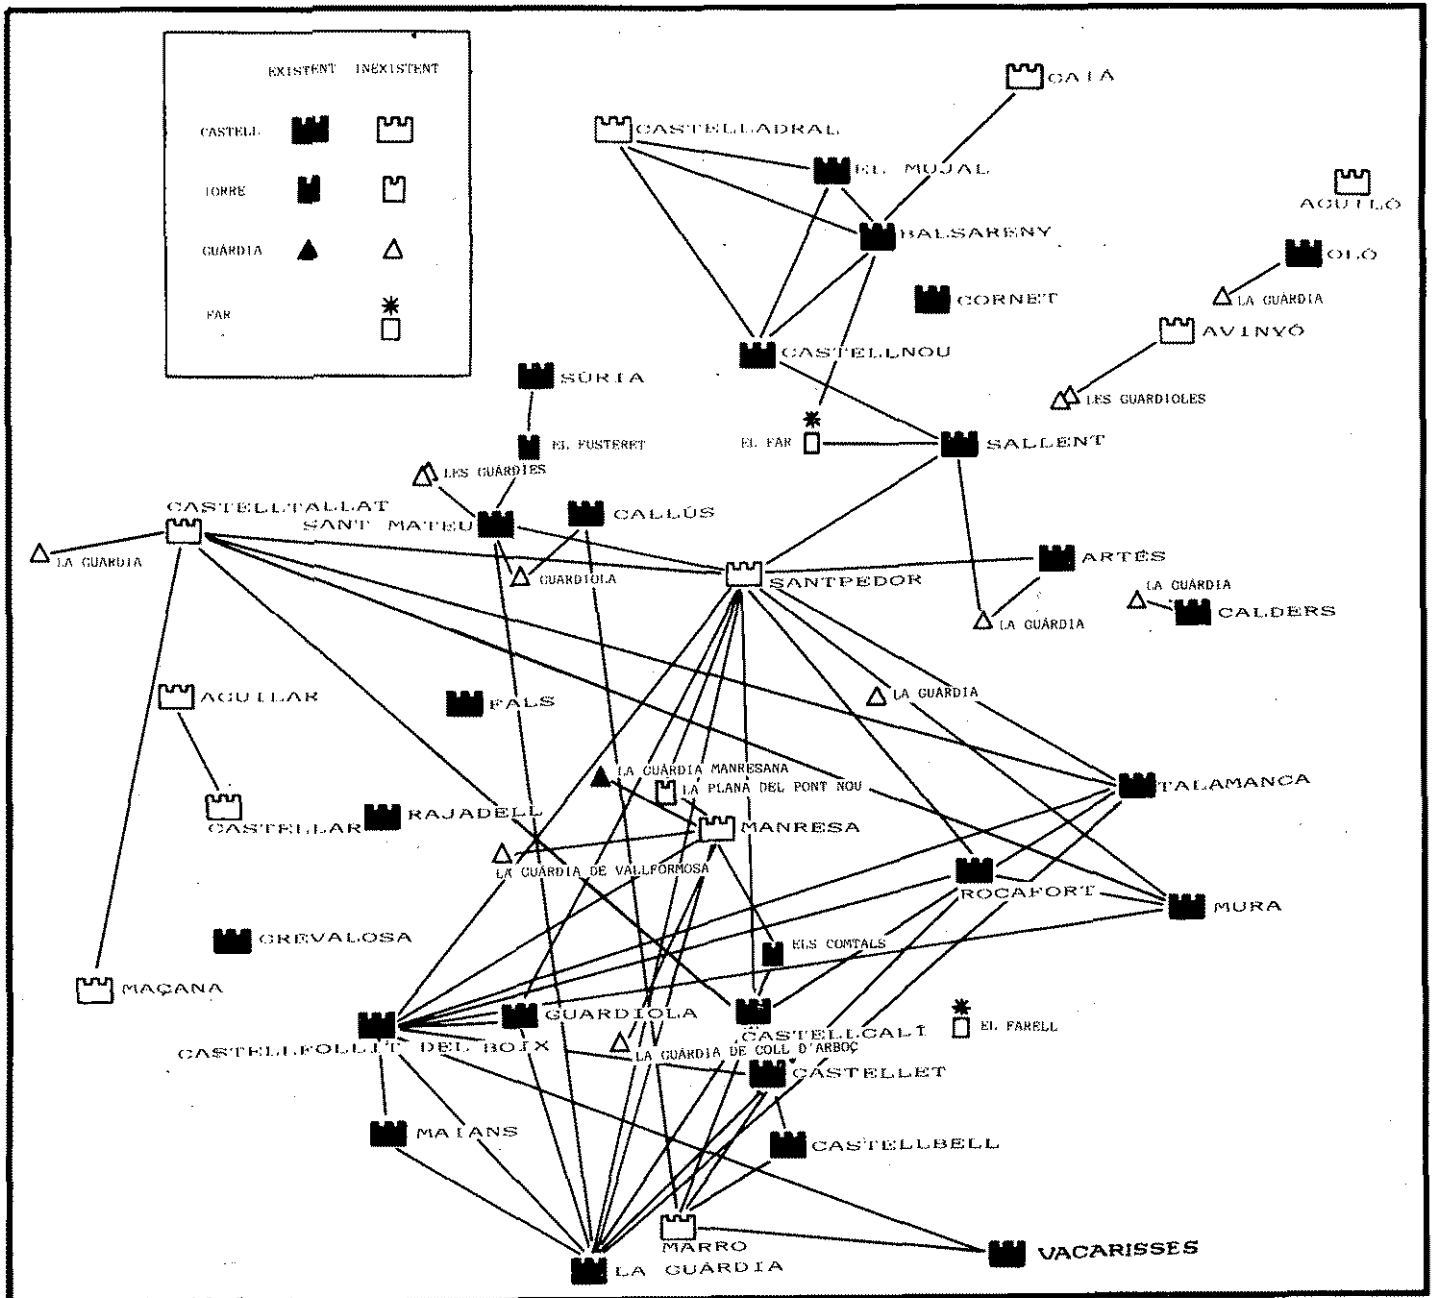 EXISTENT INEXISTENT
CASTELL
TORRE
GUÀRDIA
FAR
GAIÀ
CASTELLADRAL
EL MUJAL
AGUILÓ
BALSARENY
OLÓ
CORNET
LA GUÀRDIA
AVINYÓ
CASTELLNOU
SÚRIA
LES GUARDIOLES
EL FAR
SALLENT
EL FUSTERET
LES GUÀRDIES
CASTELLTALLAT
SANT MATEU
CALLÚS
LA GUÀRDIA
GUARDIOLA
SANTPEDOR
ARTÉS
LA GUÀRDIA
CALDERS
LA GUÀRDIA
AGUILAR
FALS
LA GUÀRDIA
LA GUÀRDIA MANRESANA
LA PLANA DEL PONT NOU
TALAMANCA
CASTELLAR
RAJADELL
MANRESA
LA GUÀRDIA DE VALLFORMOSA
ROCAFORT
MURA
GREVALOSA
ELS COMTALS
MAÇANA
GUARDIOLA
CASTELLGALÍ
EL FARELL
CASTELLFOLLIT DEL BOIX
LA GUÀRDIA DE COLL D'ARBOÇ
CASTELLET
MAIANS
CASTELLBELL
MARRO
VACARISSES
LA GUÀRDIA